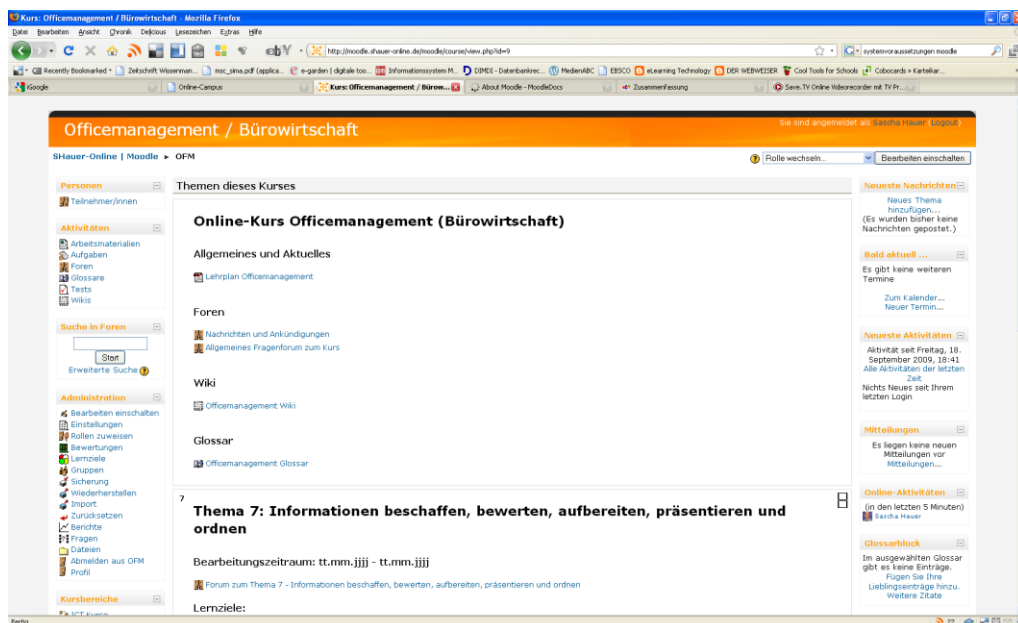 Kurs: Officemanagement / Bürowirtschaft - Mozilla Firefox
Datei Bearbeiten Ansicht Chronik Delicious Lesezeichen Extras Hilfe
http://moodle.shauer-online.de/moodle/course/view.php?id=9
systemvoraussetzungen moodle
Recently Bookmarked
Zeitschrift Wissenman...
msc_sima.pdf (applica...
e-garden | digitale too...
Informationssystem M...
DIMDI - Datenbankrec...
MedienABC
EBSCO
eLearning Technology
DER WEBWEISER
Cool Tools for Schools
Cobocards » Karteikar...
iGoogle
Online-Campus
Kurs: Officemanagement / Bürow...
About Moodle - MoodleDocs
Zusammenfassung
Save.TV Online Videorecorder mit TV Pr...
Officemanagement / Bürowirtschaft
Sie sind angemeldet als Sascha Hauer (Logout)
SHauer-Online | Moodle ► OFM
Rolle wechseln...
Bearbeiten einschalten
Personen
Teilnehmer/innen
Aktivitäten
Arbeitsmaterialien
Aufgaben
Foren
Glossare
Tests
Wikis
Suche in Foren
Start
Erweiterte Suche
Administration
Bearbeiten einschalten
Einstellungen
Rollen zuweisen
Bewertungen
Lernziele
Gruppen
Sicherung
Wiederherstellen
Import
Zurücksetzen
Berichte
Fragen
Dateien
Abmelden aus OFM
Profil
Kursbereiche
ICT Kurse
Themen dieses Kurses
Online-Kurs Officemanagement (Bürowirtschaft)
Allgemeines und Aktuelles
Lehrplan Officemanagement
Foren
Nachrichten und Ankündigungen
Allgemeines Fragenforum zum Kurs
Wiki
Officemanagement Wiki
Glossar
Officemanagement Glossar
7
Thema 7: Informationen beschaffen, bewerten, aufbereiten, präsentieren und
ordnen
Bearbeitungszeitraum: tt.mm.jjjj - tt.mm.jjjj
Forum zum Thema 7 - Informationen beschaffen, bewerten, aufbereiten, präsentieren und ordnen
Lernziele:
Neueste Nachrichten
Neues Thema
hinzufügen...
(Es wurden bisher keine
Nachrichten gepostet.)
Bald aktuell ...
Es gibt keine weiteren
Termine
Zum Kalender...
Neuer Termin...
Neueste Aktivitäten
Aktivität seit Freitag, 18.
September 2009, 18:41
Alle Aktivitäten der letzten
Zeit
Nichts Neues seit Ihrem
letzten Login
Mitteilungen
Es liegen keine neuen
Mitteilungen vor
Mitteilungen...
Online-Aktivitäten
(in den letzten 5 Minuten)
Sascha Hauer
Glossarblock
Im ausgewählten Glossar
gibt es keine Einträge.
Fügen Sie Ihre
Lieblingseinträge hinzu.
Weitere Zitate
Fertig